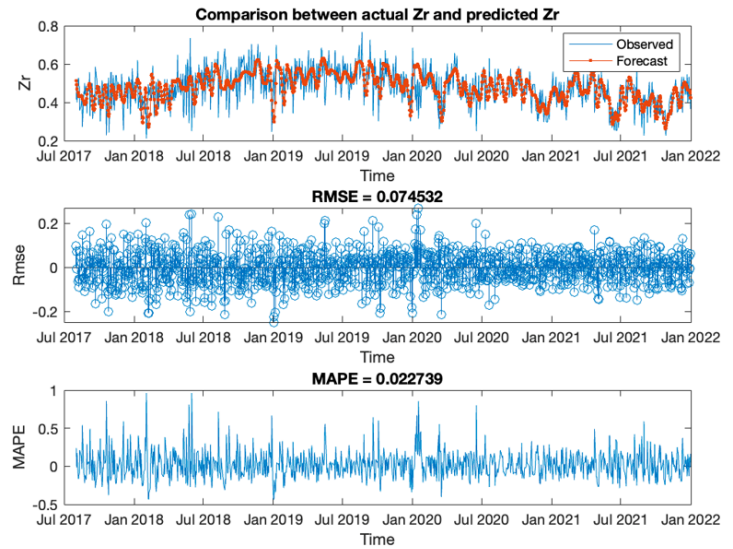 Comparison between actual Zr and predicted Zr
0.8
0.6
0.4
0.2
Zr
Observed
Forecast
Jul 2017 Jan 2018 Jul 2018 Jan 2019 Jul 2019 Jan 2020 Jul 2020 Jan 2021 Jul 2021 Jan 2022
Time
RMSE = 0.074532
0.2
0
-0.2
Rmse
Jul 2017 Jan 2018 Jul 2018 Jan 2019 Jul 2019 Jan 2020 Jul 2020 Jan 2021 Jul 2021 Jan 2022
Time
MAPE = 0.022739
1
0.5
0
-0.5
MAPE
Jul 2017 Jan 2018 Jul 2018 Jan 2019 Jul 2019 Jan 2020 Jul 2020 Jan 2021 Jul 2021 Jan 2022
Time